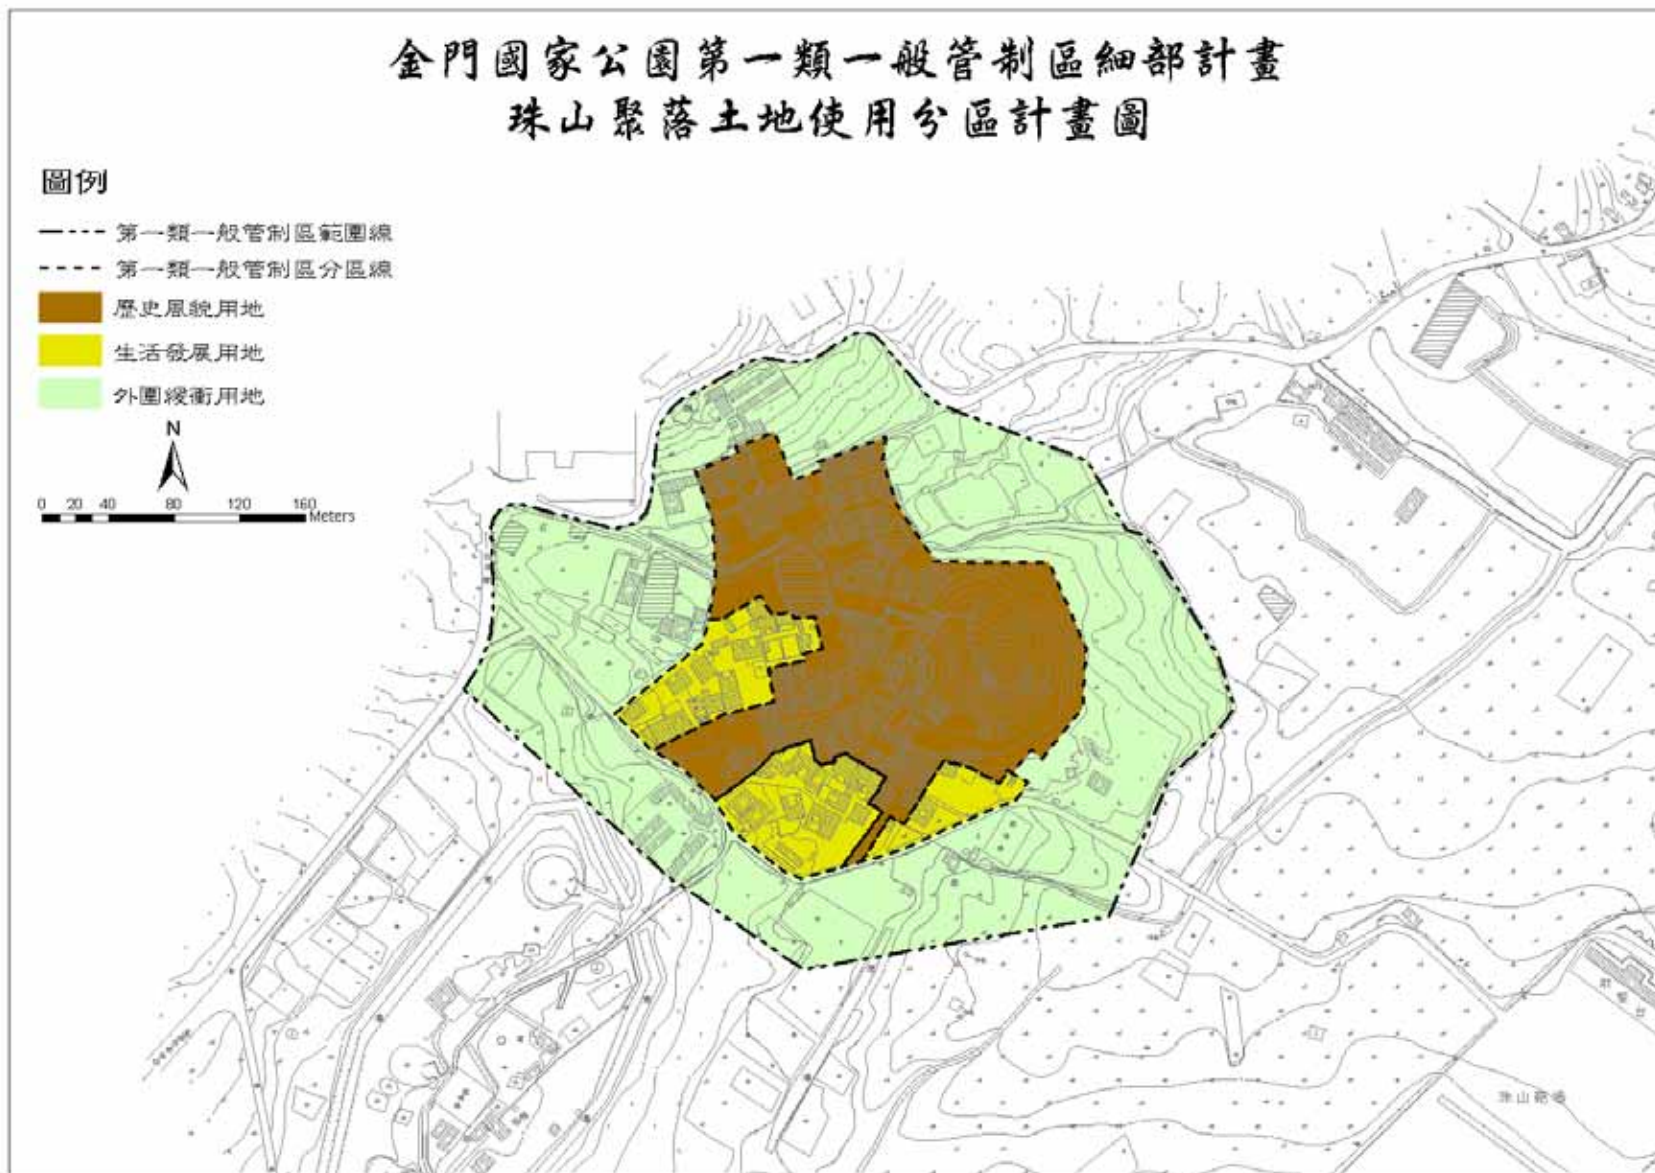 金門國家公園第一類一般管制區細部計畫
珠山聚落土地使用分區計畫圖
圖例
第一類一般管制區範圍線
第一類一般管制區分區線
歷史風貌用地
生活發展用地
外圍緩衝用地
N
0 20 40 80 120 160
Meters